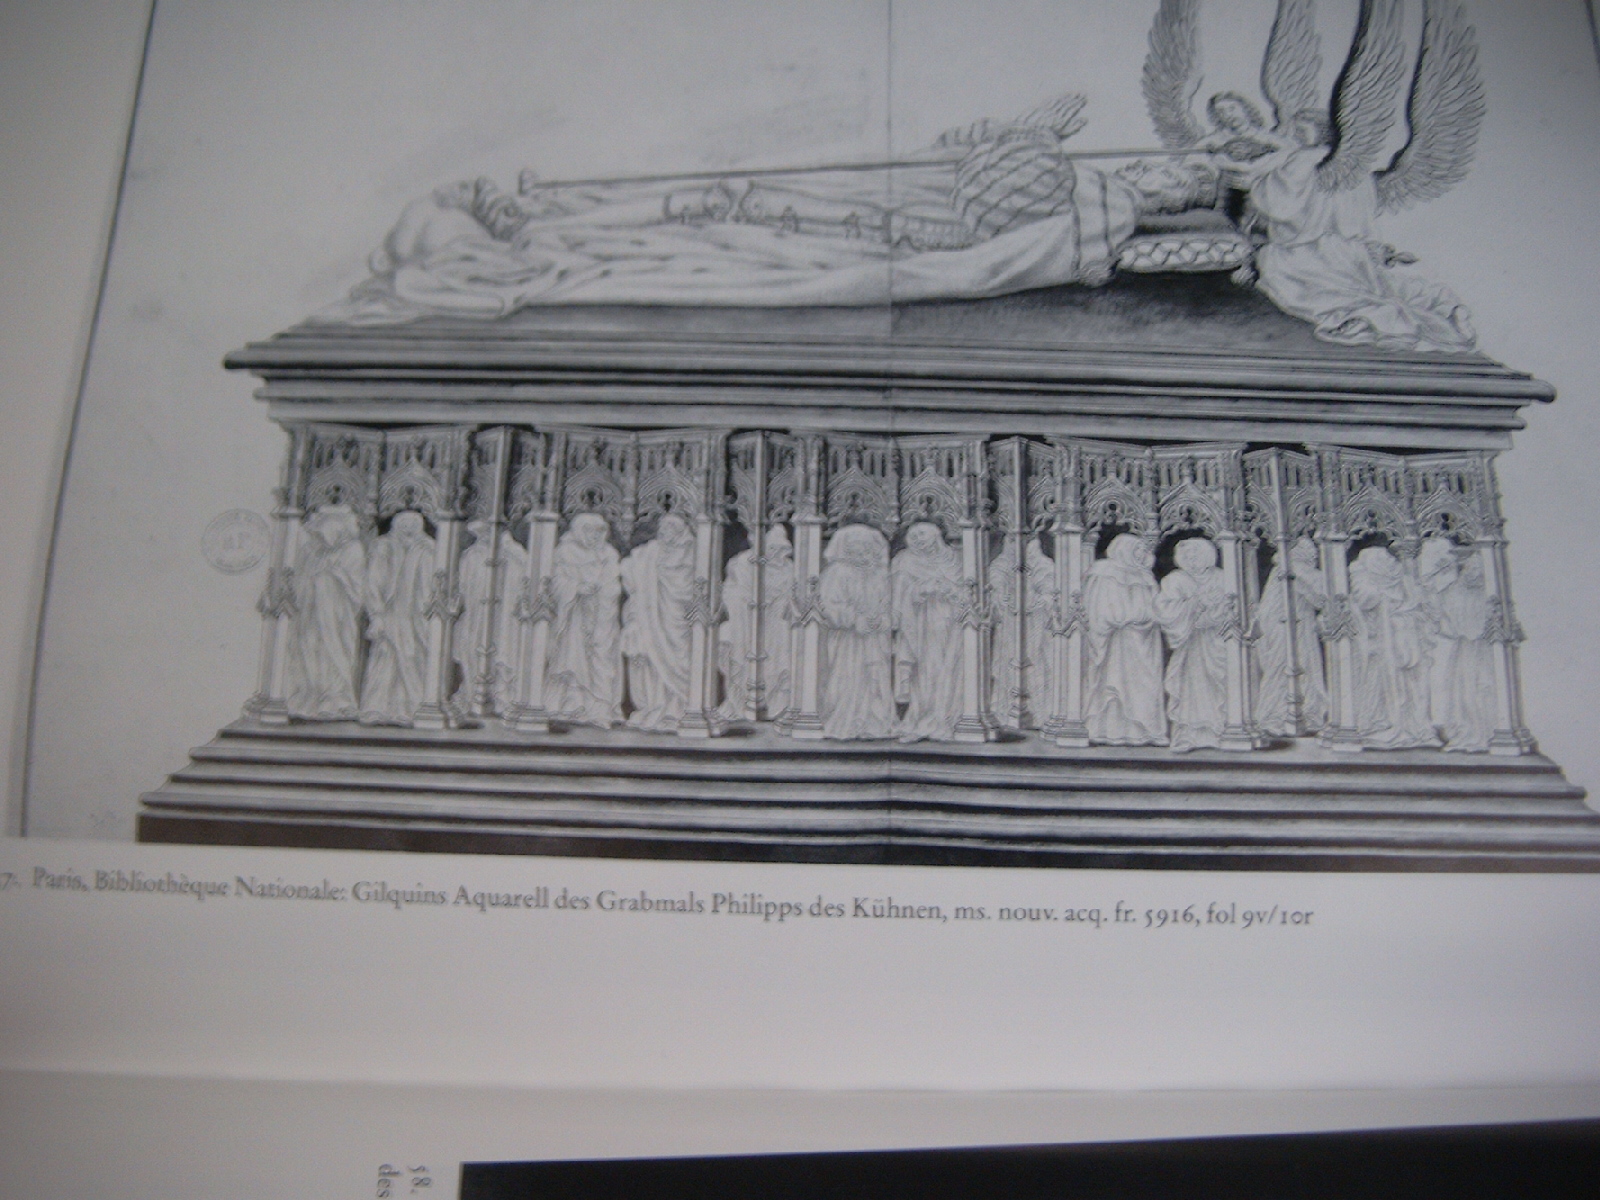 7. Paris, Bibliothèque Nationale: Gilquins Aquarell des Grabmals Philipps des Kühnen, ms. nouv. acq. fr. 5916, fol 9v/10r
58.
des